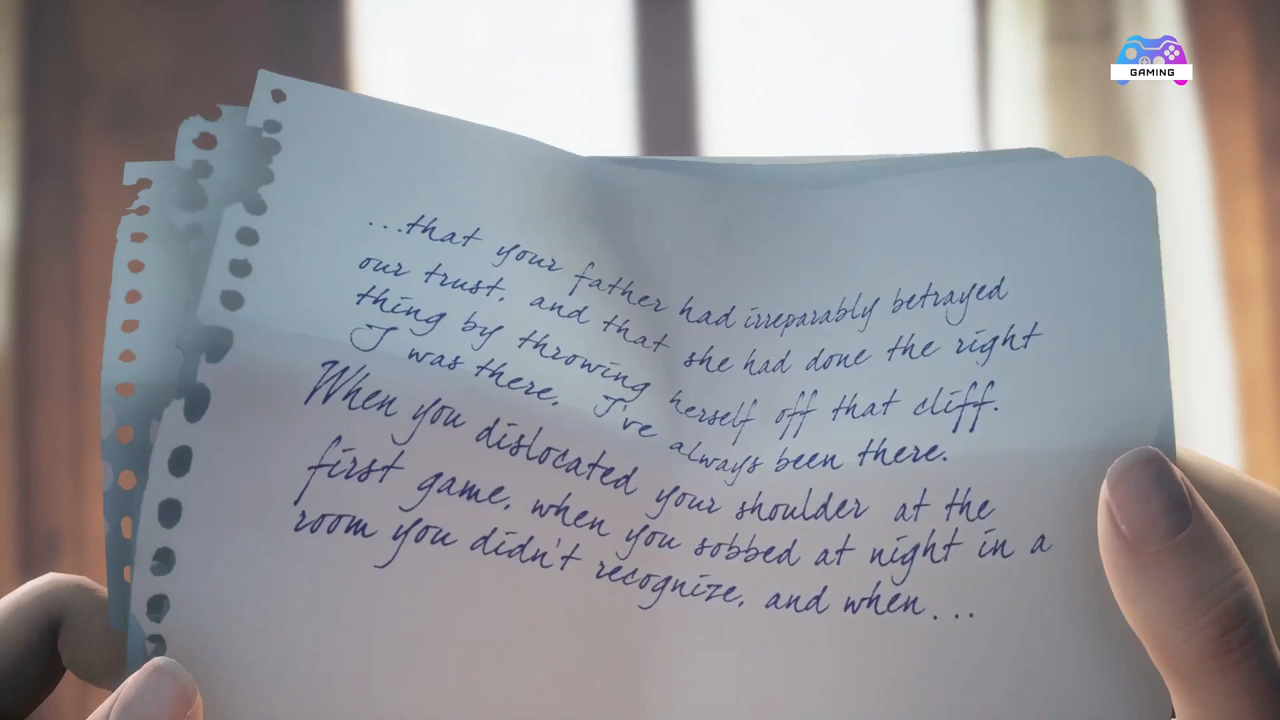 GAMING
...that your father had irreparably betrayed
our trust, and that she had done the right
thing by throwing herself off that cliff.
I was there. I've always been there.
When you dislocated your shoulder at the
first game, when you sobbed at night in a
room you didn't recognize, and when...